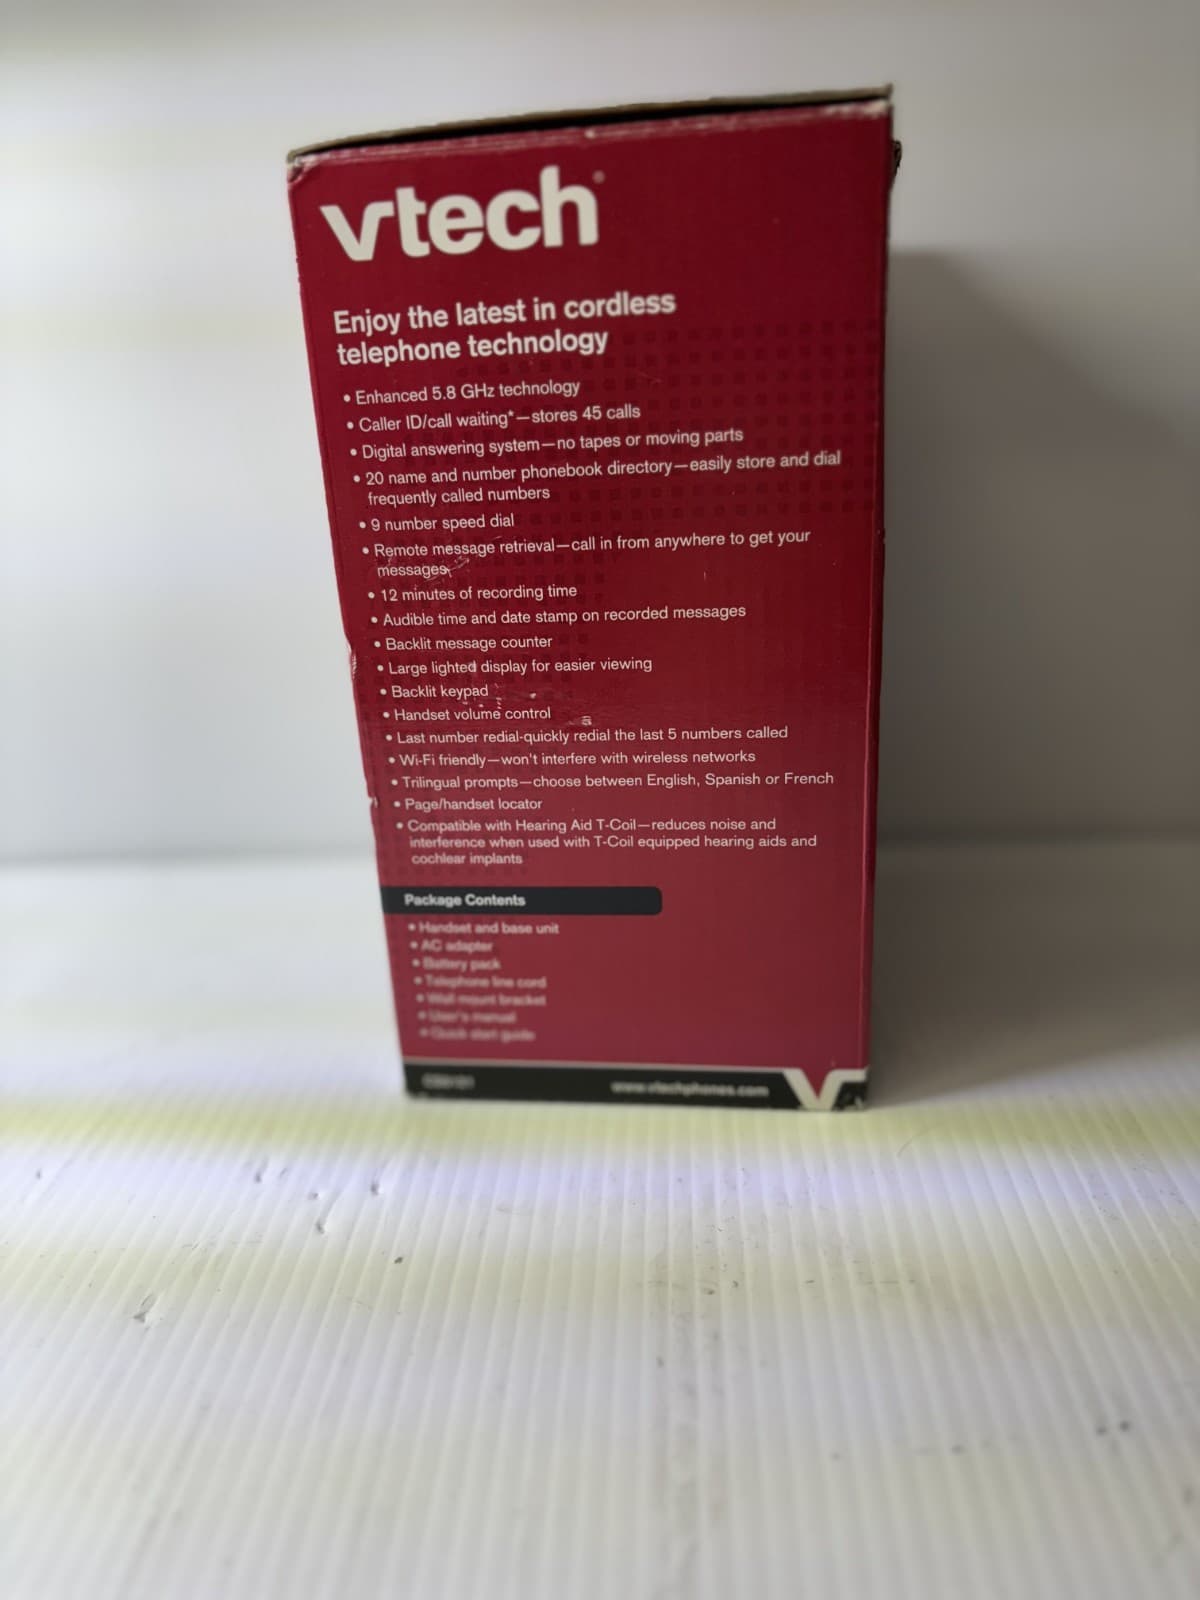 vtech®
Enjoy the latest in cordless
telephone technology
• Enhanced 5.8 GHz technology
• Caller ID/call waiting*—stores 45 calls
• Digital answering system—no tapes or moving parts
• 20 name and number phonebook directory—easily store and dial
frequently called numbers
• 9 number speed dial
• Remote message retrieval—call in from anywhere to get your
messages
• 12 minutes of recording time
• Audible time and date stamp on recorded messages
• Backlit message counter
• Large lighted display for easier viewing
• Backlit keypad
• Handset volume control
• Last number redial-quickly redial the last 5 numbers called
• Wi-Fi friendly—won't interfere with wireless networks
• Trilingual prompts—choose between English, Spanish or French
• Page/handset locator
• Compatible with Hearing Aid T-Coil—reduces noise and
interference when used with T-Coil equipped hearing aids and
cochlear implants
Package Contents
• Handset and base unit
• AC adapter
• Battery pack
• Telephone line cord
• Wall mount bracket
• User's manual
• Quick start guide
www.vtechphones.com